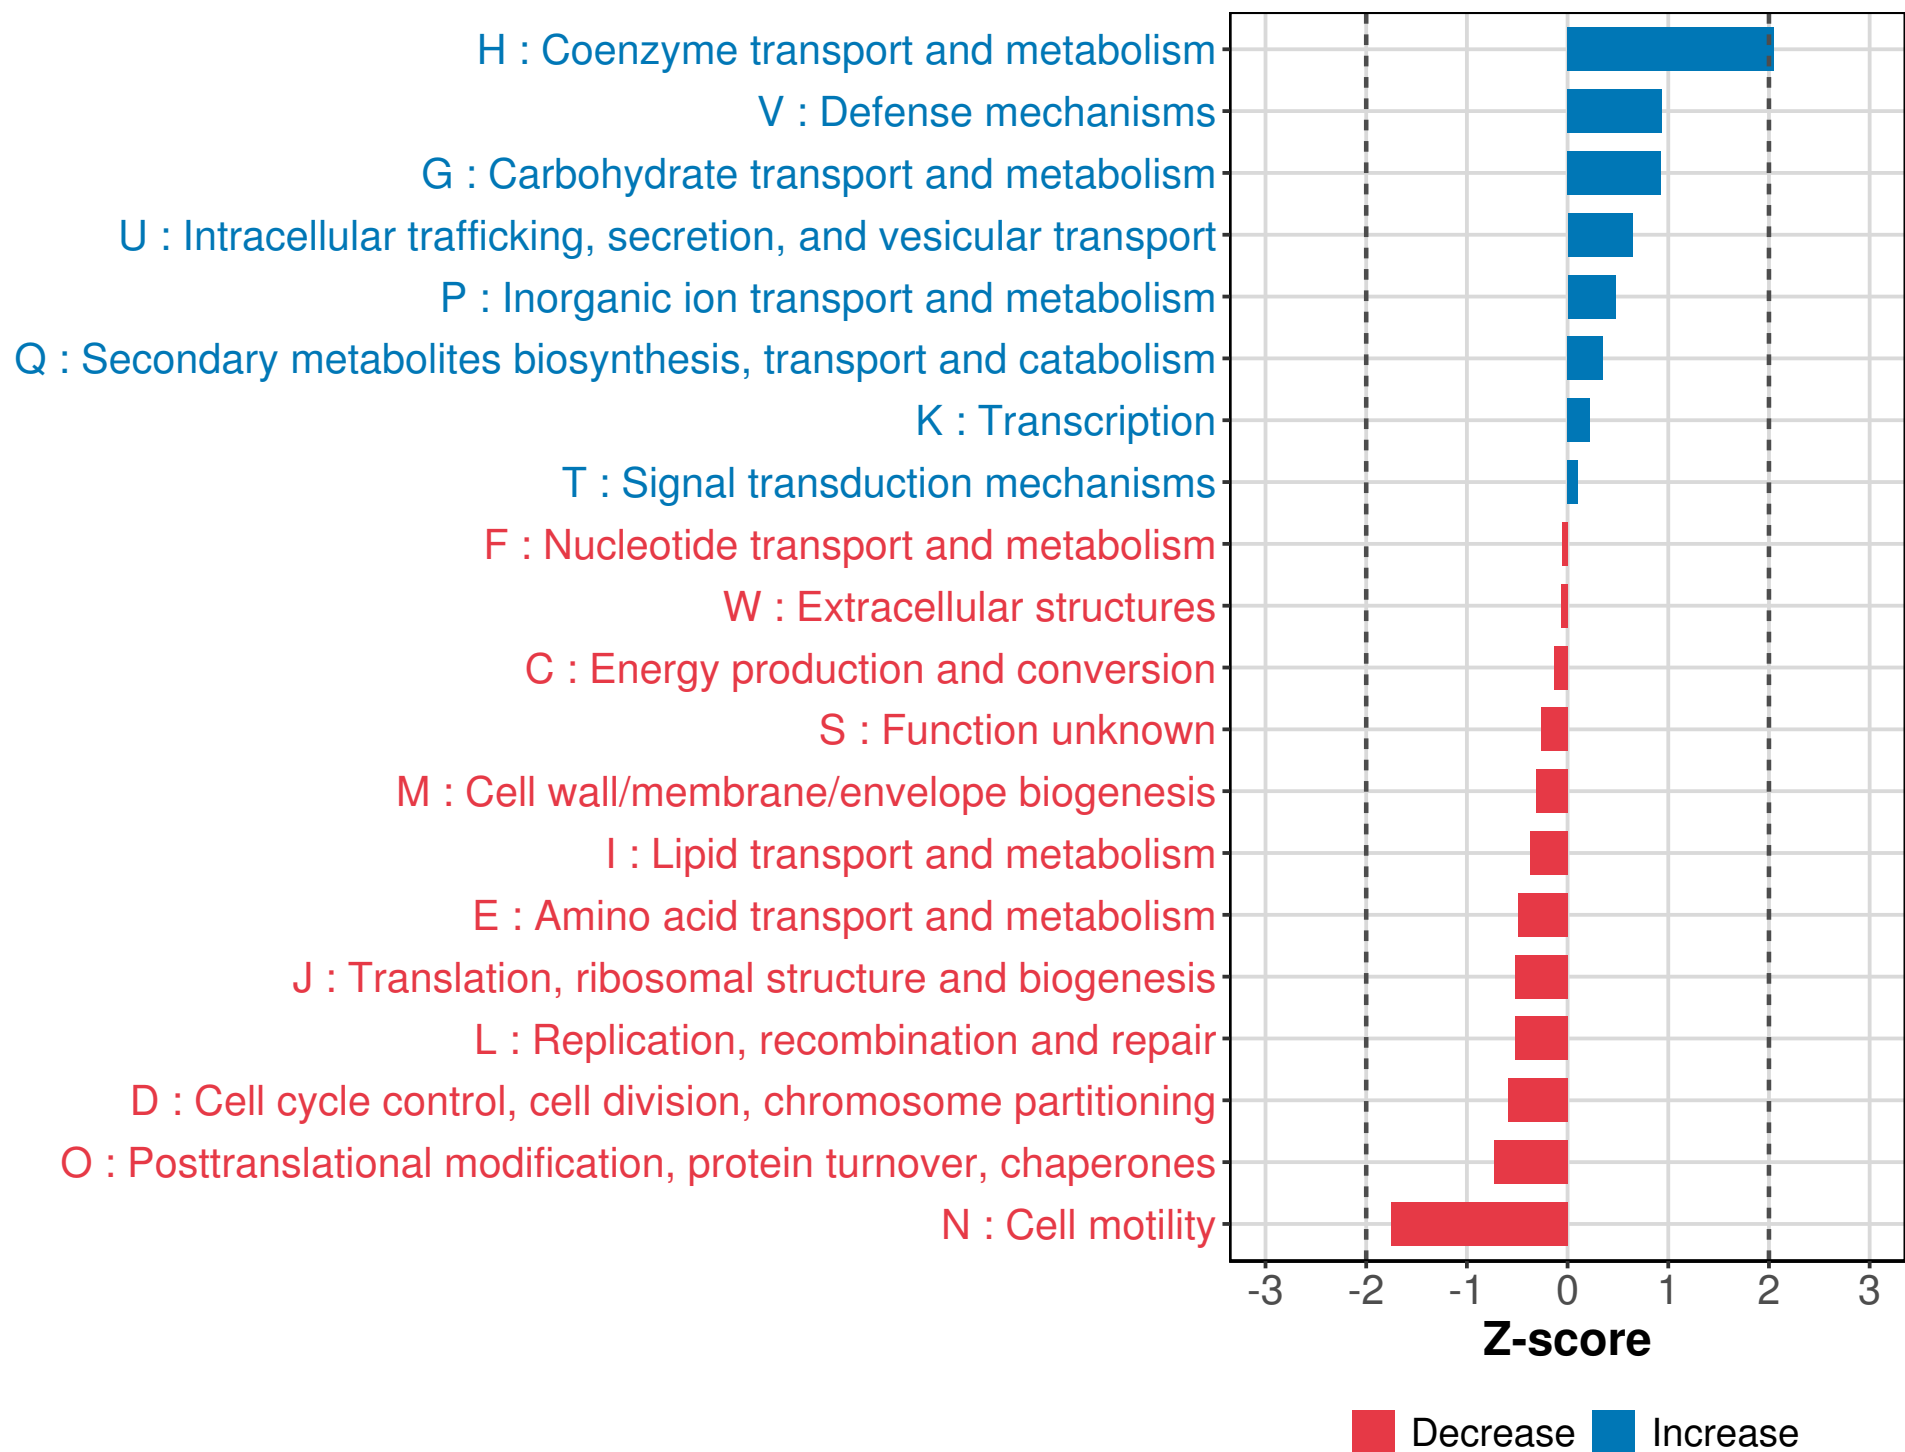 H : Coenzyme transport and metabolism
V : Defense mechanisms
G : Carbohydrate transport and metabolism
U : Intracellular trafficking, secretion, and vesicular transport
P : Inorganic ion transport and metabolism
Q : Secondary metabolites biosynthesis, transport and catabolism
K : Transcription
T : Signal transduction mechanisms
F : Nucleotide transport and metabolism
W : Extracellular structures
C : Energy production and conversion
S : Function unknown
M : Cell wall/membrane/envelope biogenesis
I : Lipid transport and metabolism
E : Amino acid transport and metabolism
J : Translation, ribosomal structure and biogenesis
L : Replication, recombination and repair
D : Cell cycle control, cell division, chromosome partitioning
O : Posttranslational modification, protein turnover, chaperones
N : Cell motility
-3 -2 -1 0 1 2 3
Z-score
Decrease Increase